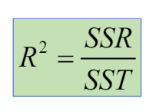 R² = SSR / SST